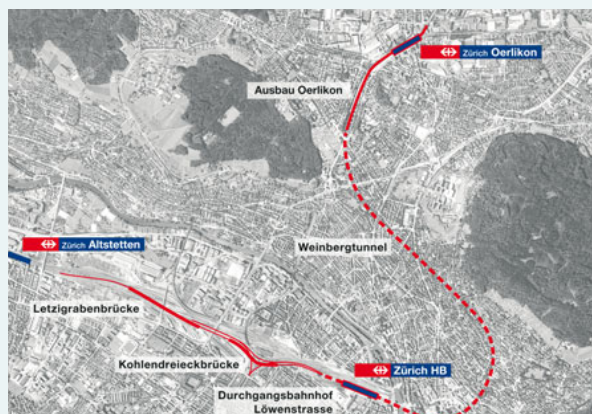 Zürich Oerlikon
Ausbau Oerlikon
Zürich Altstetten
Weinbergtunnel
Letzigrabenbrücke
Kohlendreieckbrücke
Zürich HB
Durchgangsbahnhof
Löwenstrasse